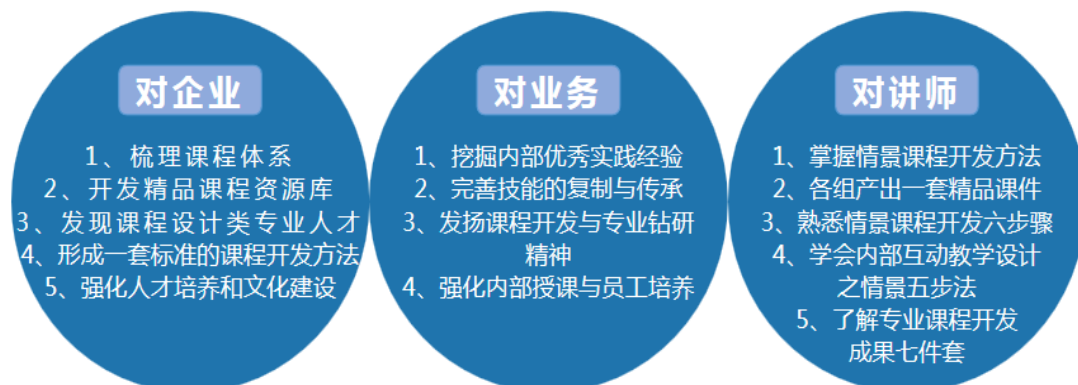 对企业
1、梳理课程体系
2、开发精品课程资源库
3、发现课程设计类专业人才
4、形成一套标准的课程开发方法
5、强化人才培养和文化建设
对业务
1、挖掘内部优秀实践经验
2、完善技能的复制与传承
3、发扬课程开发与专业钻研
精神
4、强化内部授课与员工培养
对讲师
1、掌握情景课程开发方法
2、各组产出一套精品课件
3、熟悉情景课程开发六步骤
4、学会内部互动教学设计
之情景五步法
5、了解专业课程开发
成果七件套